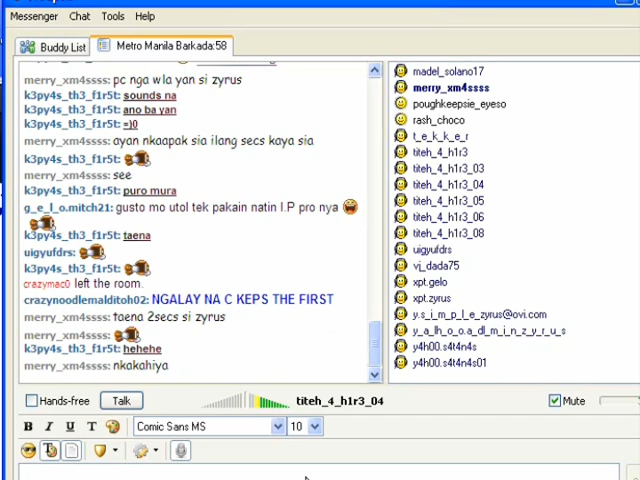 Messenger Chat Tools Help
Buddy List Metro Manila Barkada:58
merry_xm4ssss: pc nga wla yan si zyrus
k3py4s_th3_f1r5t: sounds na
k3py4s_th3_f1r5t: ano ba yan
k3py4s_th3_f1r5t: =)0
merry_xm4ssss: ayan nkaapak sia ilang secs kaya sia
k3py4s_th3_f1r5t:
merry_xm4ssss: see
k3py4s_th3_f1r5t: puro mura
g_e_l_o.mitch21: gusto mo utol tek pakain natin I.P pro nya
k3py4s_th3_f1r5t: taena
uigyufdrs:
k3py4s_th3_f1r5t:
crazymac0 left the room.
crazynoodlemalditoh02: NGALAY NA C KEPS THE FIRST
merry_xm4ssss: taena 2secs si zyrus
merry_xm4ssss:
k3py4s_th3_f1r5t: hehehe
merry_xm4ssss: nkakahiya
madel_solano17
merry_xm4ssss
poughkeepsie_eyeso
rash_choco
t_e_k_k_e_r
titeh_4_h1r3
titeh_4_h1r3_03
titeh_4_h1r3_04
titeh_4_h1r3_05
titeh_4_h1r3_06
titeh_4_h1r3_08
uigyufdrs
vj_dada75
xpt.gelo
xpt.zyrus
y.s_i_m_p_l_e_zyrus@ovi.com
y_a_lh_o_o_a_dl_m_i_n_z_y_r_u_s
y4h00.s4t4n4s
y4h00.s4t4n4s01
Hands-free Talk titeh_4_h1r3_04 Mute
B I U T Comic Sans MS 10